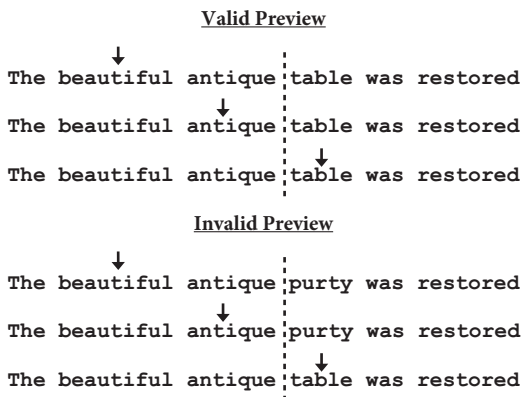 Valid Preview
The beautiful antique table was restored
The beautiful antique table was restored
The beautiful antique table was restored
Invalid Preview
The beautiful antique purty was restored
The beautiful antique purty was restored
The beautiful antique table was restored